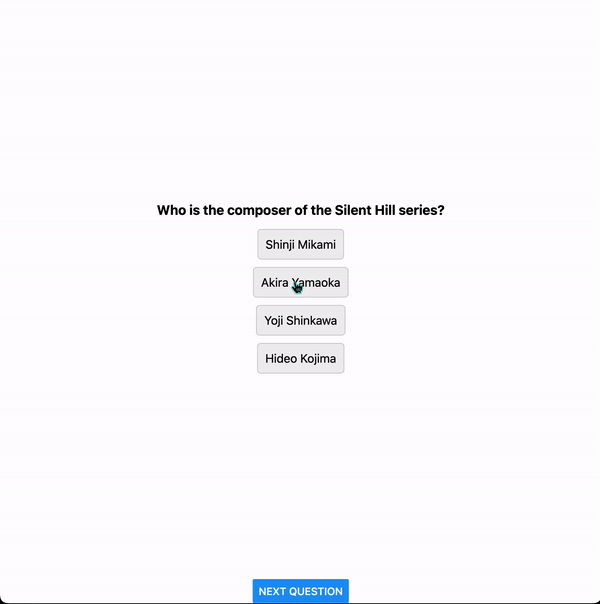 Who is the composer of the Silent Hill series?
Shinji Mikami
Akira Yamaoka
Yoji Shinkawa
Hideo Kojima
NEXT QUESTION